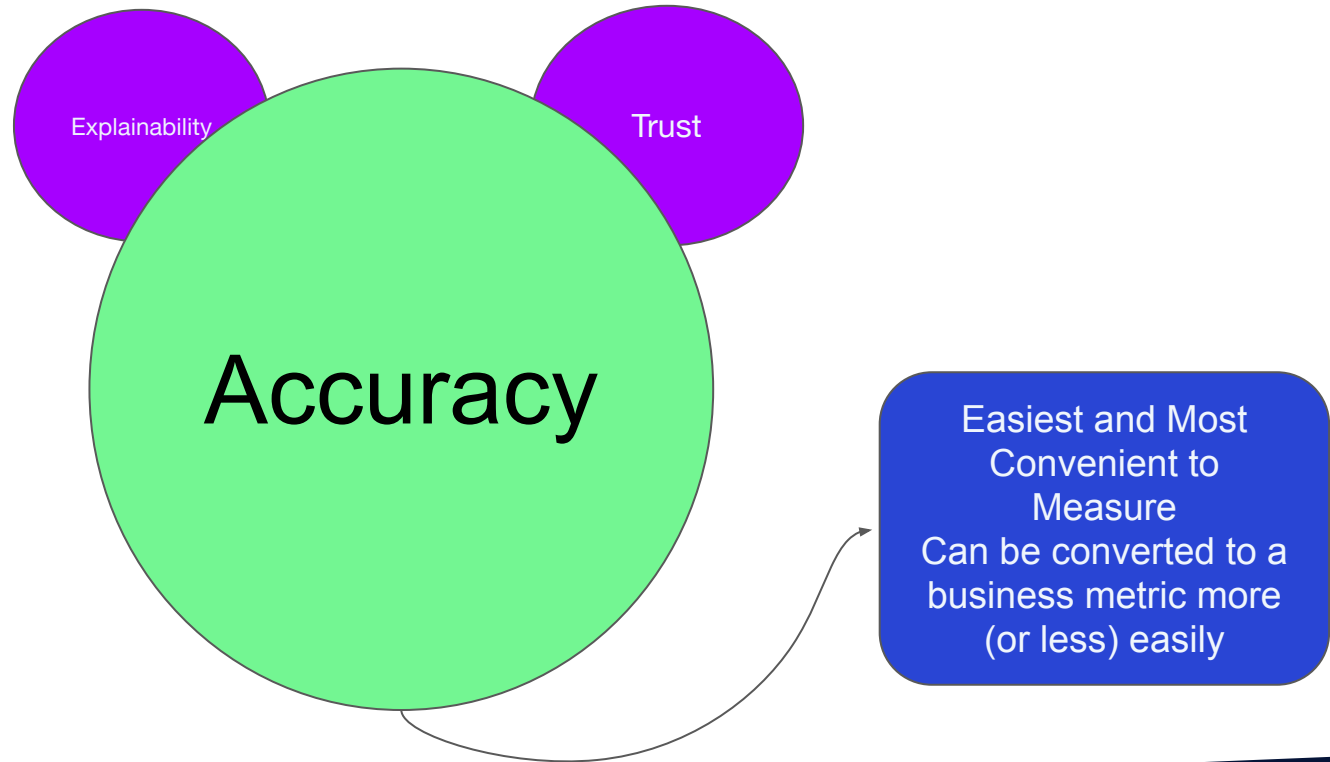 Explainability
Trust
Accuracy
Easiest and Most
Convenient to
Measure
Can be converted to a
business metric more
(or less) easily